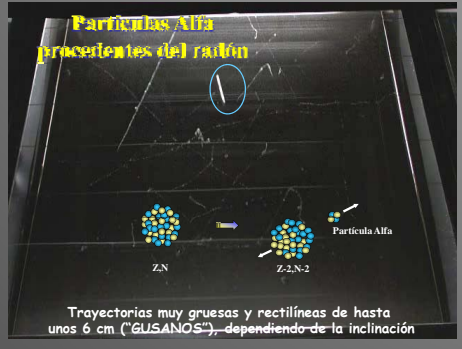 Partículas Alfa
procedentes del radón
Partícula Alfa
Z,N
Z-2,N-2
Trayectorias muy gruesas y rectilíneas de hasta
unos 6 cm ("GUSANOS"), dependiendo de la inclinación